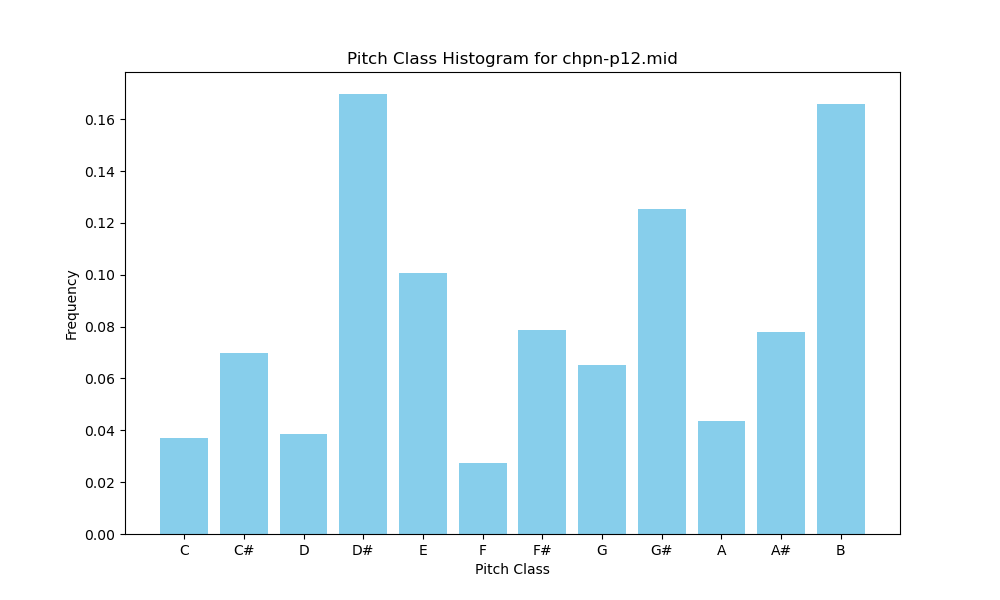 Pitch Class Histogram for chpn-p12.mid
0.16
0.14
0.12
0.10
0.08
0.06
0.04
0.02
0.00
Frequency
C C# D D# E F F# G G# A A# B
Pitch Class